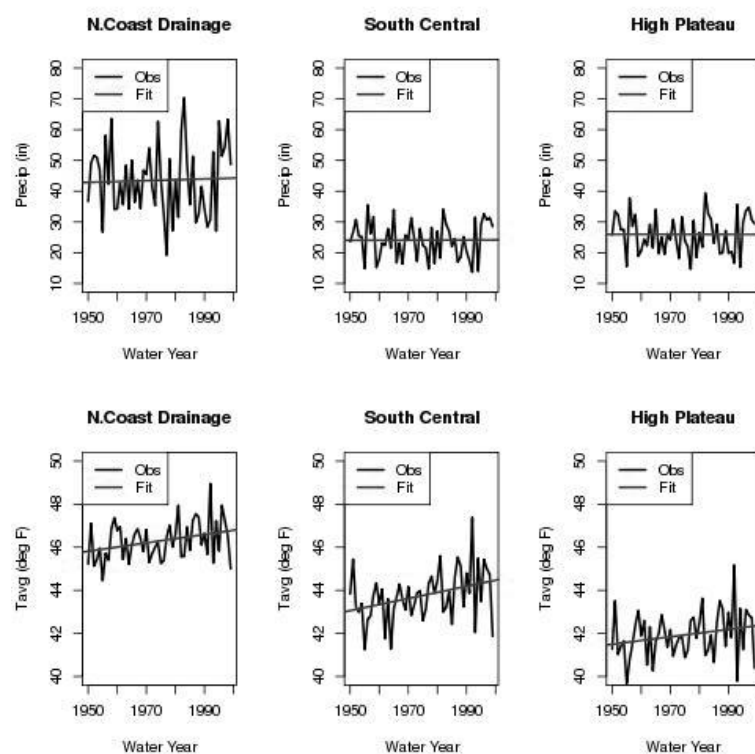 N.Coast Drainage
South Central
High Plateau
Precip (in)
80
70
60
50
40
30
20
10
Obs
Fit
1950 1970 1990
Water Year
Precip (in)
80
70
60
50
40
30
20
10
Obs
Fit
1950 1970 1990
Water Year
Precip (in)
80
70
60
50
40
30
20
10
Obs
Fit
1950 1970 1990
Water Year
N.Coast Drainage
South Central
High Plateau
Tavg (deg F)
50
48
46
44
42
40
Obs
Fit
1950 1970 1990
Water Year
Tavg (deg F)
50
48
46
44
42
40
Obs
Fit
1950 1970 1990
Water Year
Tavg (deg F)
50
48
46
44
42
40
Obs
Fit
1950 1970 1990
Water Year